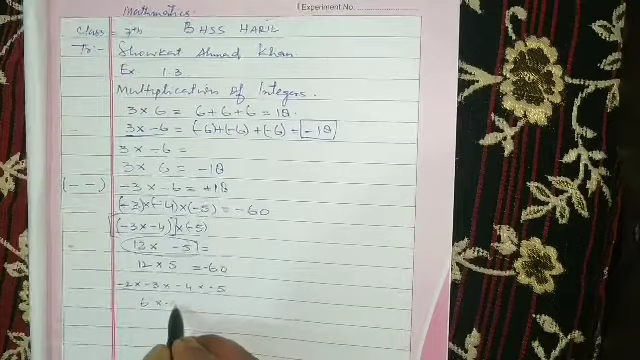 Mathematics.
(Experiment No.
Class = 7th BHSS HARIL
Tr:- Showkat Ahmad Khan
Ex 1.3
Multiplication of Integers.
3 × 6 = 6 + 6 + 6 = 18.
3 × -6 = (-6)+(-6) +(-6) = -18
3 × -6 =
3 × 6 = -18
(- -) -3 × -6 = +18
(-3)×(-4)×(-5) = -60
(-3 × -4)×(-5)
12 × -5 =
12 × 5 = -60
-2 × -3 × -4 × -5
6 × -